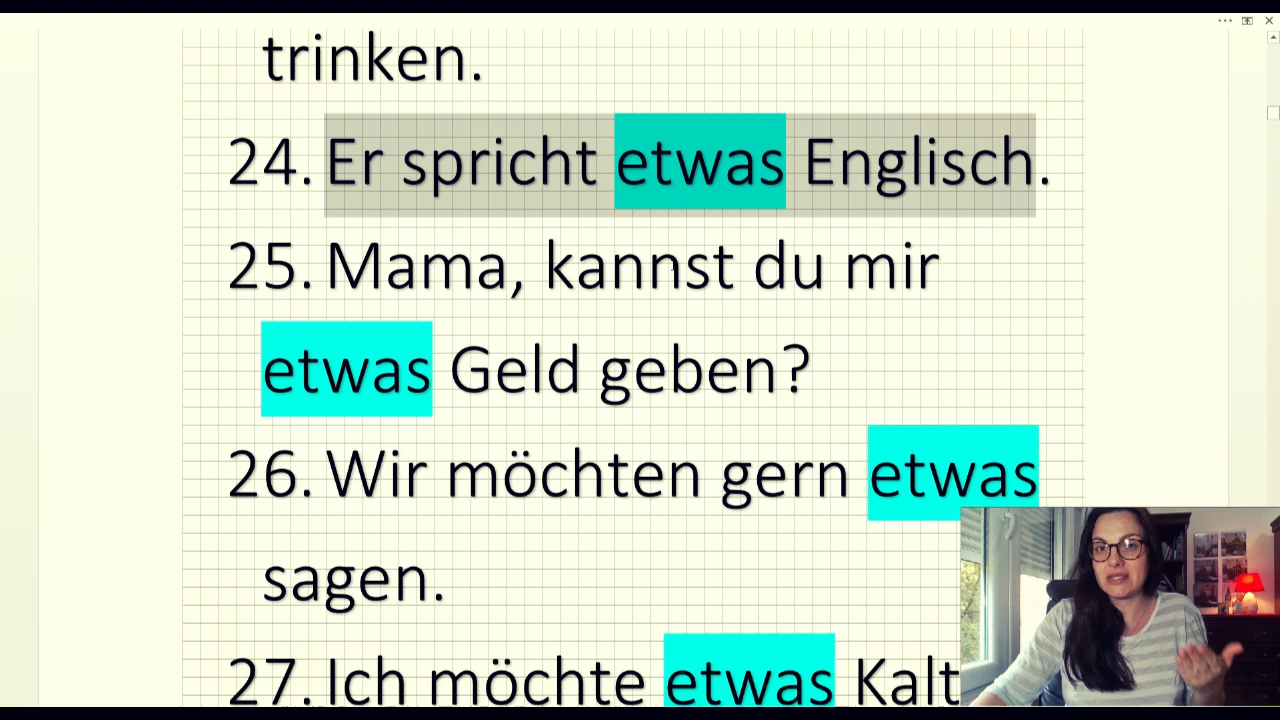 trinken.
24. Er spricht etwas Englisch.
25. Mama, kannst du mir
etwas Geld geben?
26. Wir möchten gern etwas
sagen.
27. Ich möchte etwas Kalt